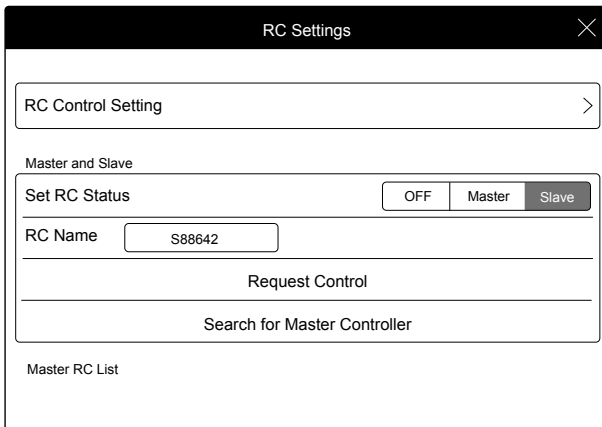 RC Settings
RC Control Setting
Master and Slave
Set RC Status OFF Master Slave
RC Name S88642
Request Control
Search for Master Controller
Master RC List